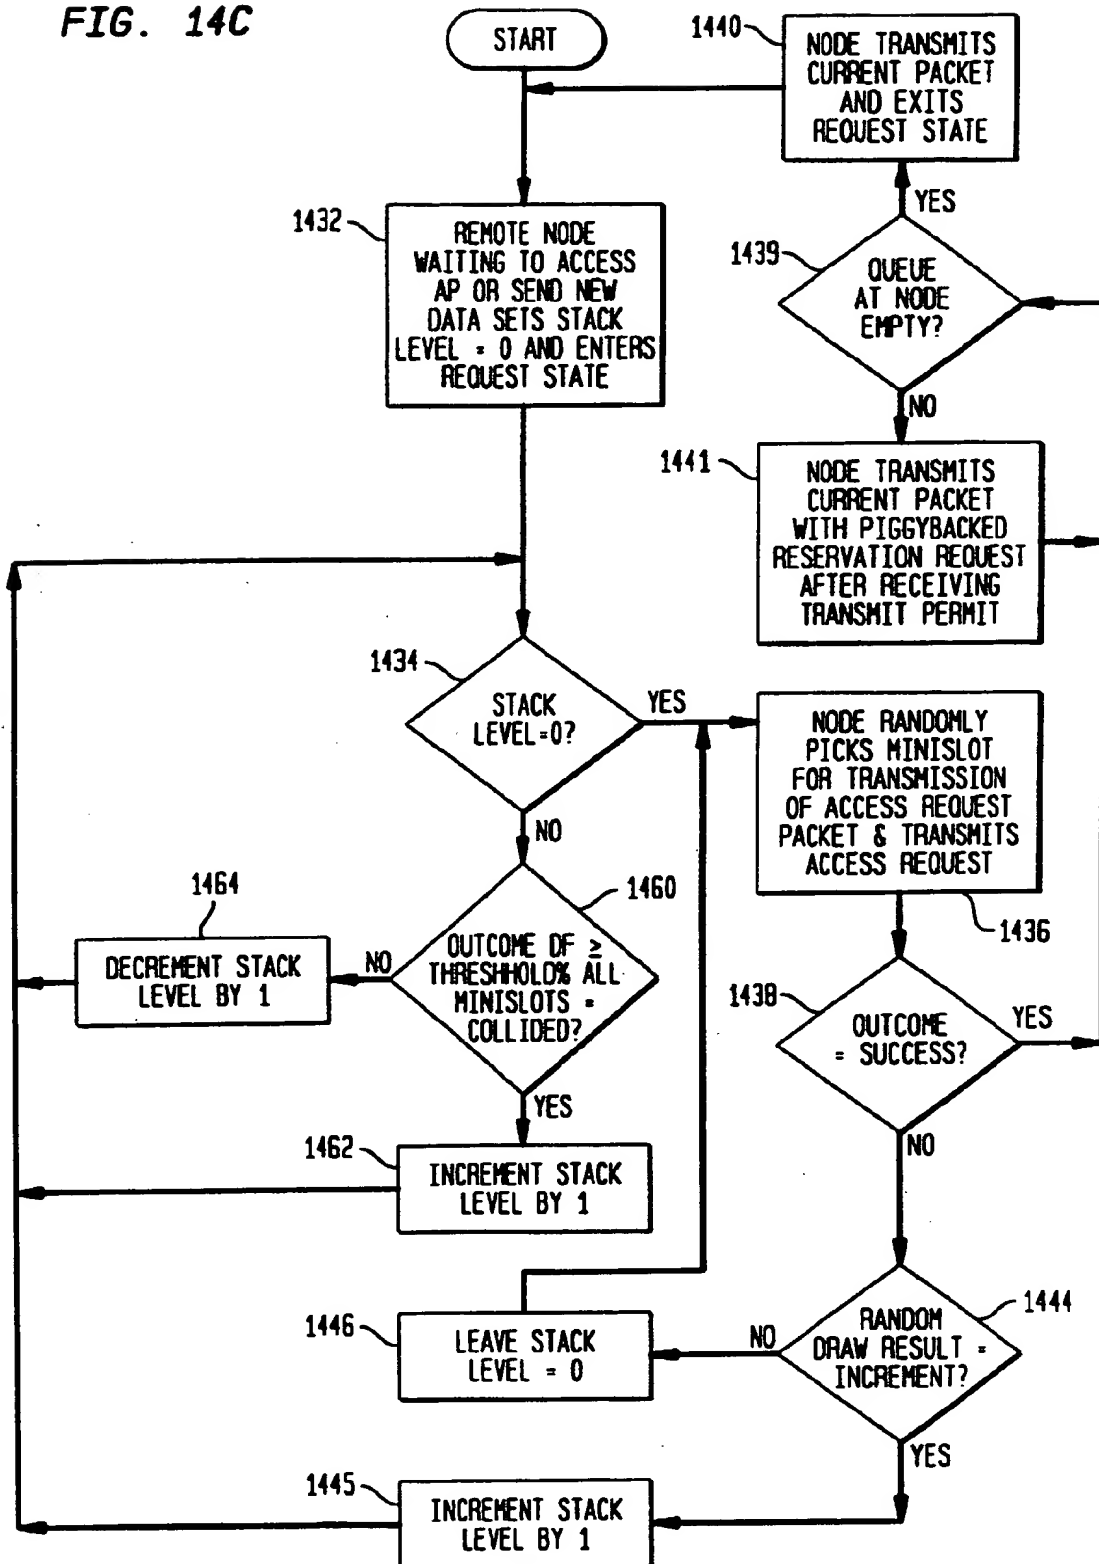 FIG. 14C
START
1440
NODE TRANSMITS
CURRENT PACKET
AND EXITS
REQUEST STATE
YES
1432
REMOTE NODE
WAITING TO ACCESS
AP OR SEND NEW
DATA SETS STACK
LEVEL = 0 AND ENTERS
REQUEST STATE
1439
QUEUE
AT NODE
EMPTY?
NO
1441
NODE TRANSMITS
CURRENT PACKET
WITH PIGGYBACKED
RESERVATION REQUEST
AFTER RECEIVING
TRANSMIT PERMIT
1434
STACK
LEVEL=0?
YES
NO
NODE RANDOMLY
PICKS MINISLOT
FOR TRANSMISSION
OF ACCESS REQUEST
PACKET & TRANSMITS
ACCESS REQUEST
1436
1464
DECREMENT STACK
LEVEL BY 1
NO
1460
OUTCOME OF ≥
THRESHHOLD% ALL
MINISLOTS =
COLLIDED?
YES
1438
OUTCOME
= SUCCESS?
YES
NO
1462
INCREMENT STACK
LEVEL BY 1
1446
LEAVE STACK
LEVEL = 0
NO
1444
RANDOM
DRAW RESULT =
INCREMENT?
YES
1445
INCREMENT STACK
LEVEL BY 1